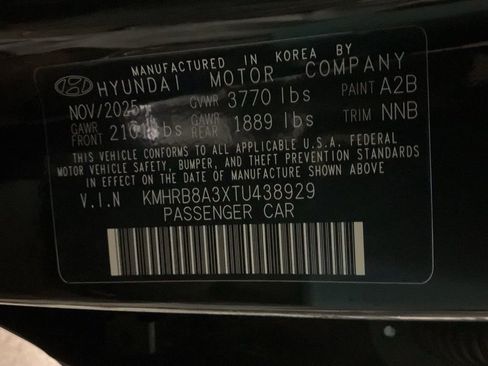 MANUFACTURED IN KOREA BY
HYUNDAI MOTOR COMPANY
NOV/2025 GVWR 3770 lbs PAINT A2B
GAWR FRONT lbs GAWR REAR 1889 lbs TRIM NNB
THIS VEHICLE CONFORMS TO ALL APPLICABLE U.S.A. FEDERAL
MOTOR VEHICLE SAFETY, BUMPER, AND THEFT PREVENTION STANDARDS
IN EFFECT ON THE DATE OF MANUFACTURE SHOWN ABOVE
V.I.N KMHRB8A3XTU438929
PASSENGER CAR